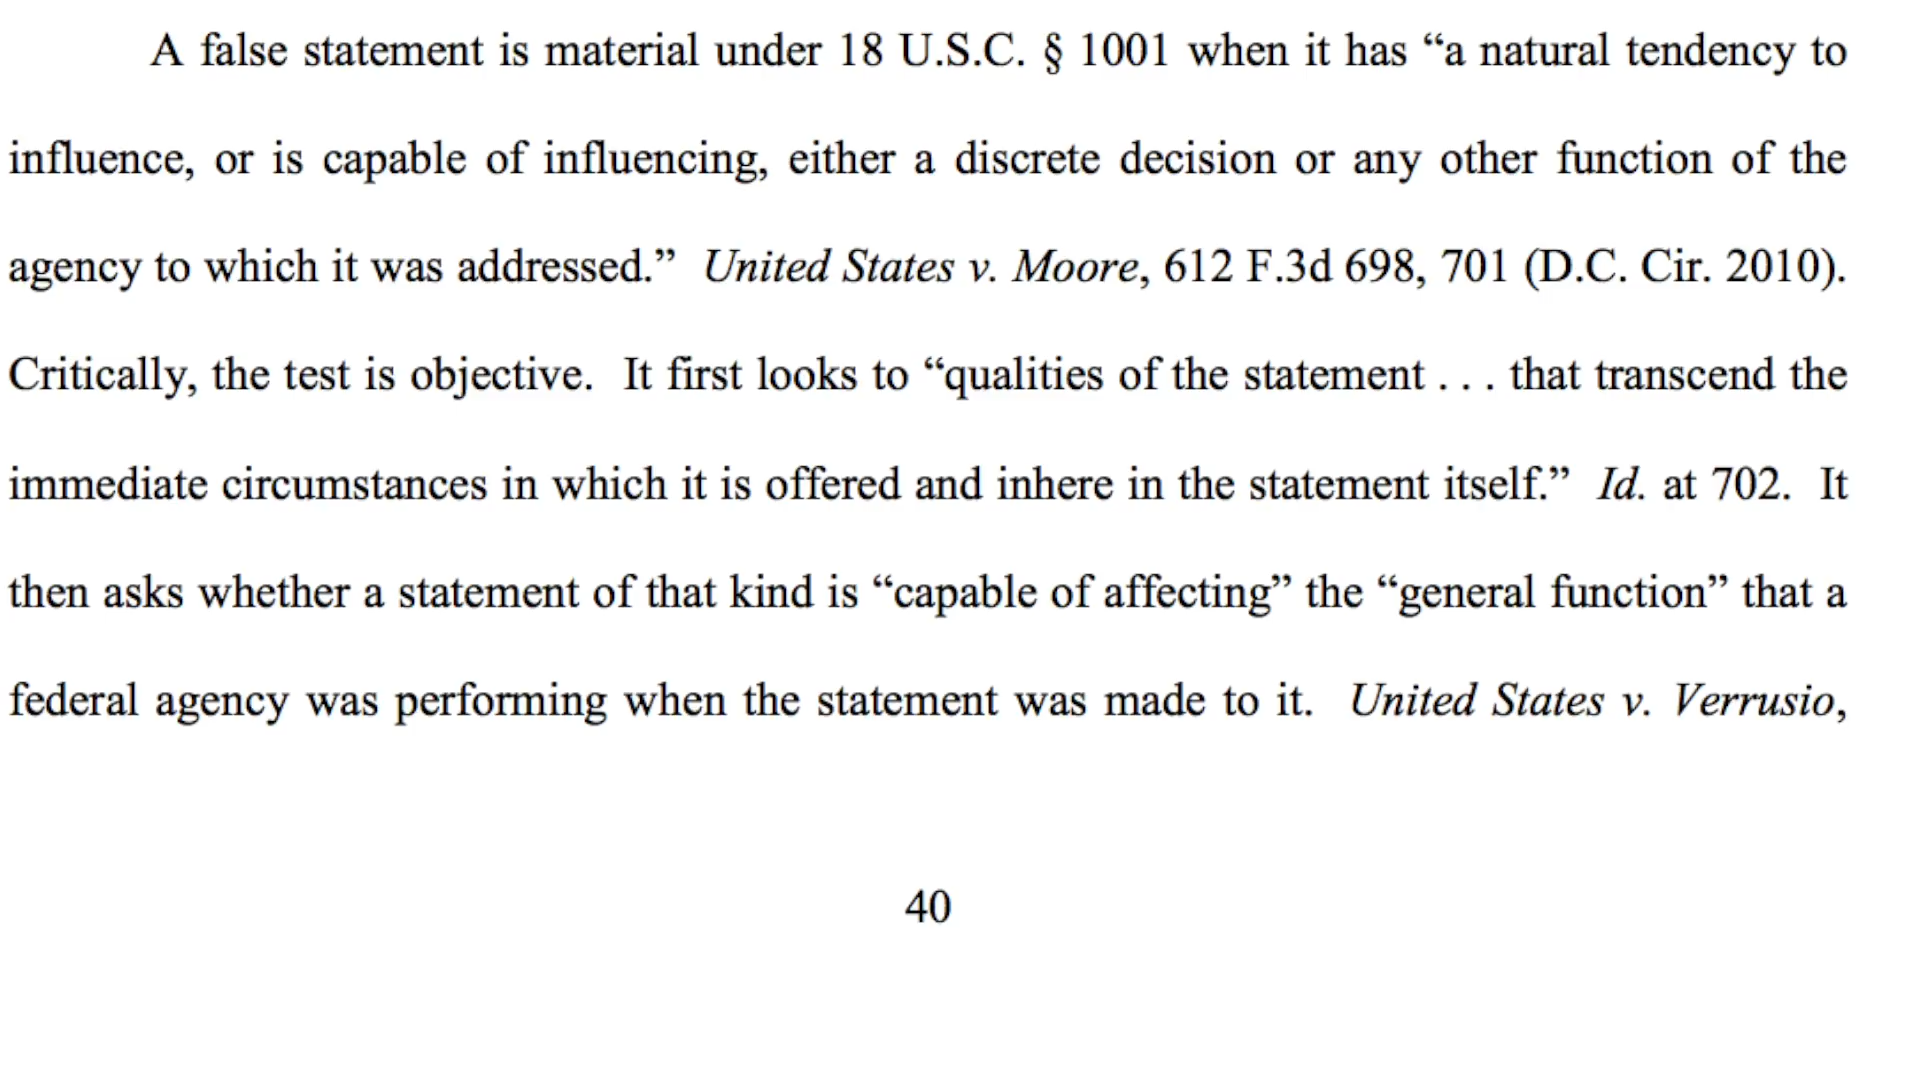 A false statement is material under 18 U.S.C. § 1001 when it has “a natural tendency to
influence, or is capable of influencing, either a discrete decision or any other function of the
agency to which it was addressed.” United States v. Moore, 612 F.3d 698, 701 (D.C. Cir. 2010).
Critically, the test is objective. It first looks to “qualities of the statement . . . that transcend the
immediate circumstances in which it is offered and inhere in the statement itself.” Id. at 702. It
then asks whether a statement of that kind is “capable of affecting” the “general function” that a
federal agency was performing when the statement was made to it. United States v. Verrusio,
40